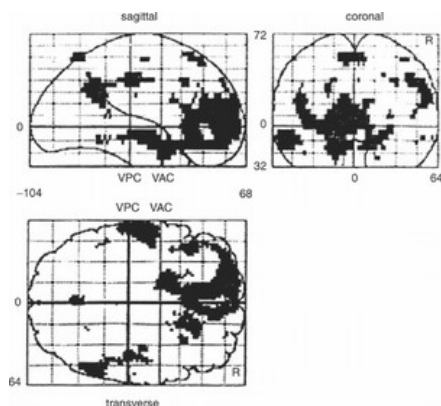 sagittal
coronal
72
R
0
0
32
VPC VAC
0
64
−104
68
VPC VAC
0
R
64
transverse